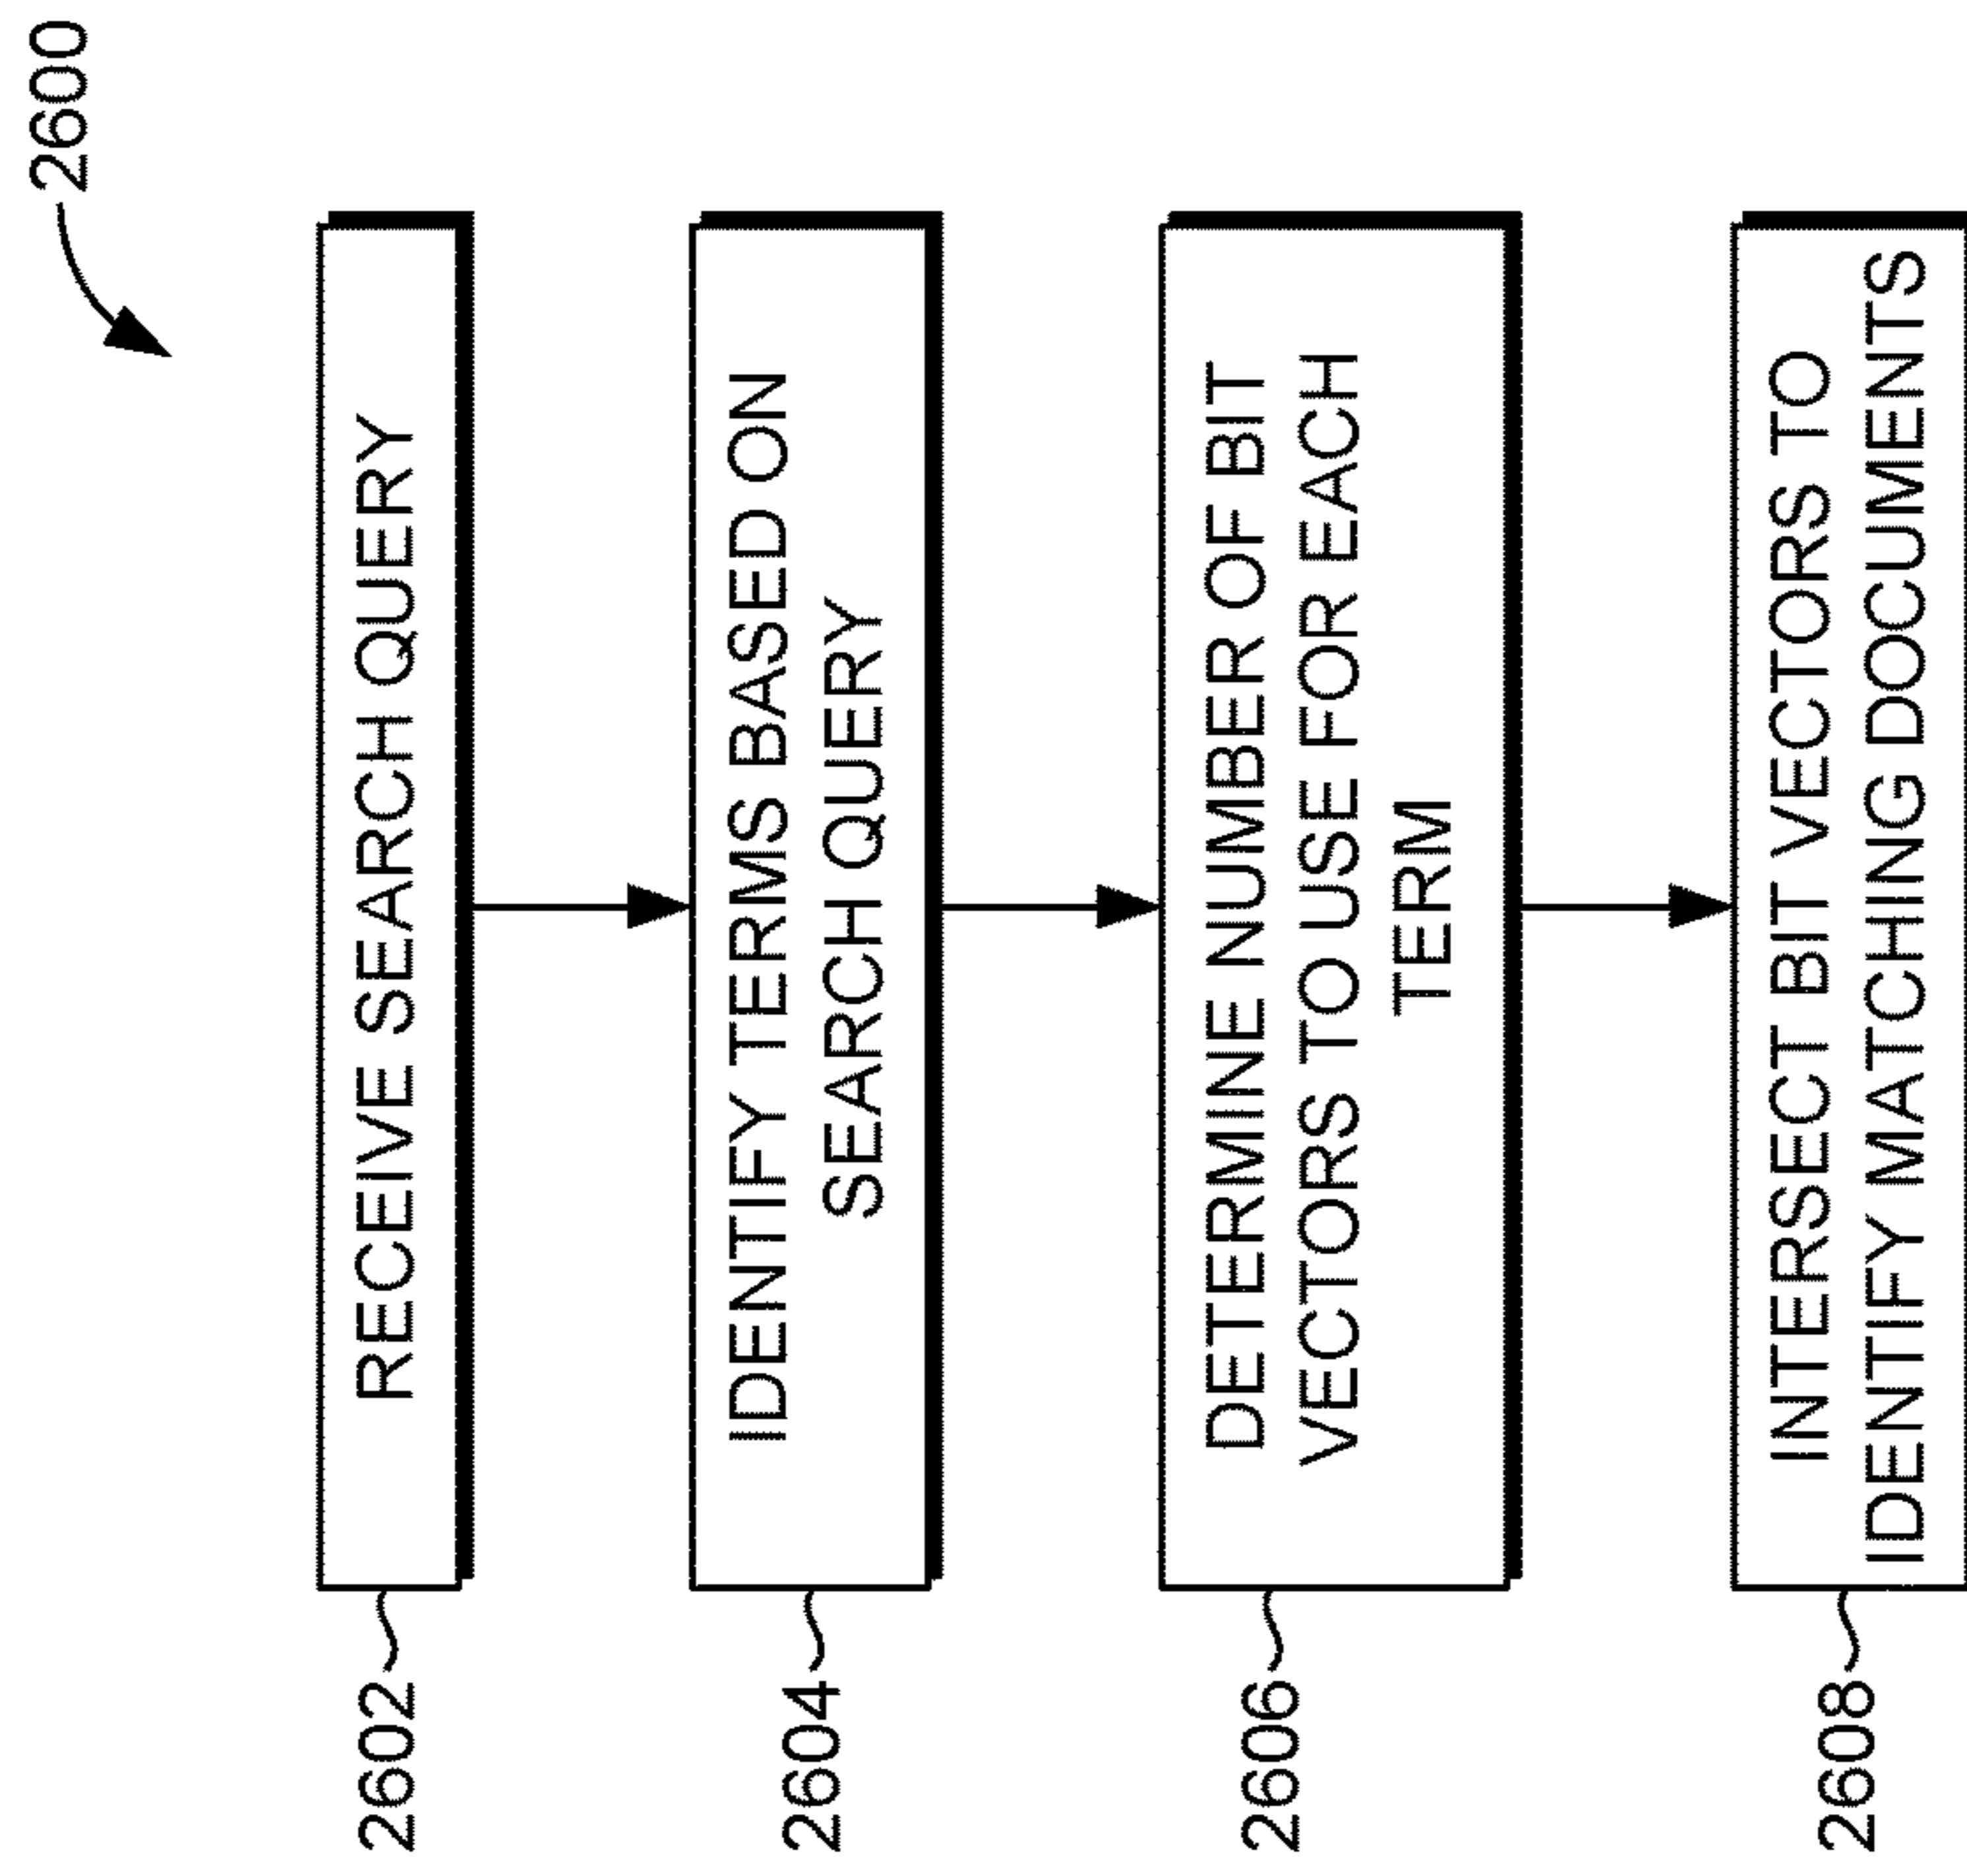 2600
RECEIVE SEARCH QUERY
2602
IDENTIFY TERMS BASED ON
SEARCH QUERY
2604
DETERMINE NUMBER OF BIT
VECTORS TO USE FOR EACH
TERM
2606
INTERSECT BIT VECTORS TO
IDENTIFY MATCHING DOCUMENTS
2608